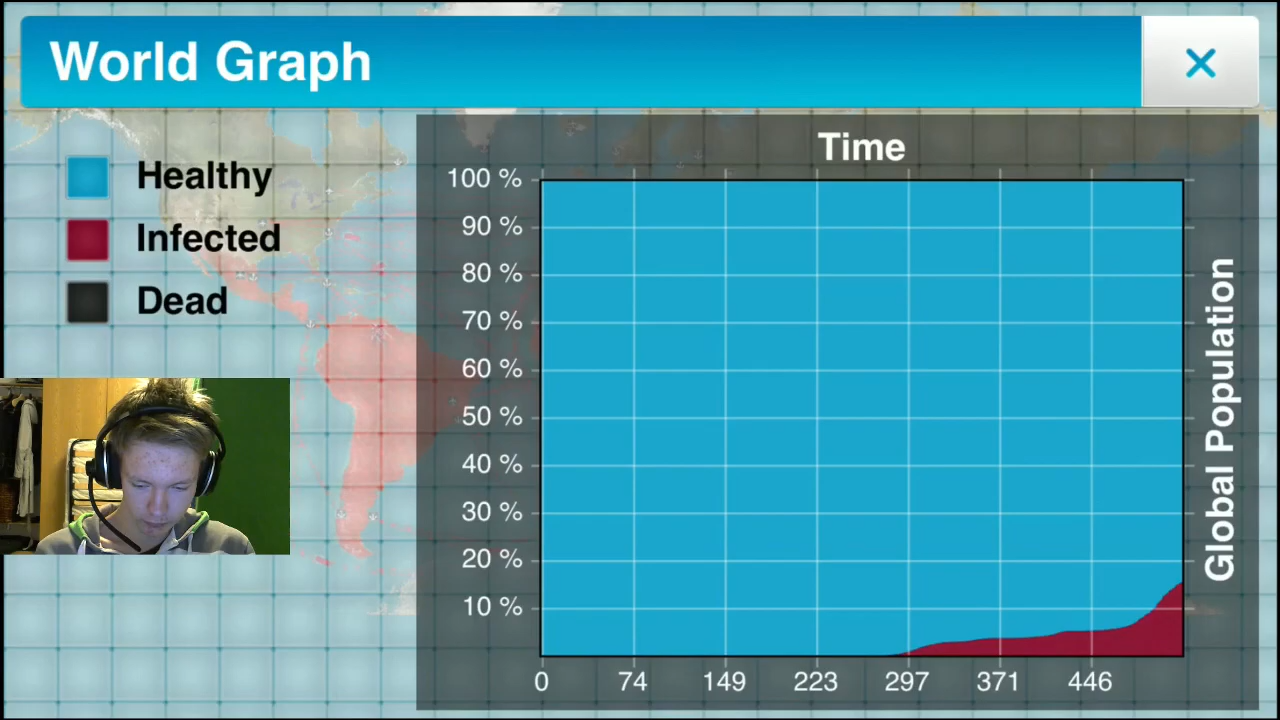 World Graph
Healthy
Infected
Dead
Time
100 %
90 %
80 %
70 %
60 %
50 %
40 %
30 %
20 %
10 %
0 74 149 223 297 371 446
Global Population